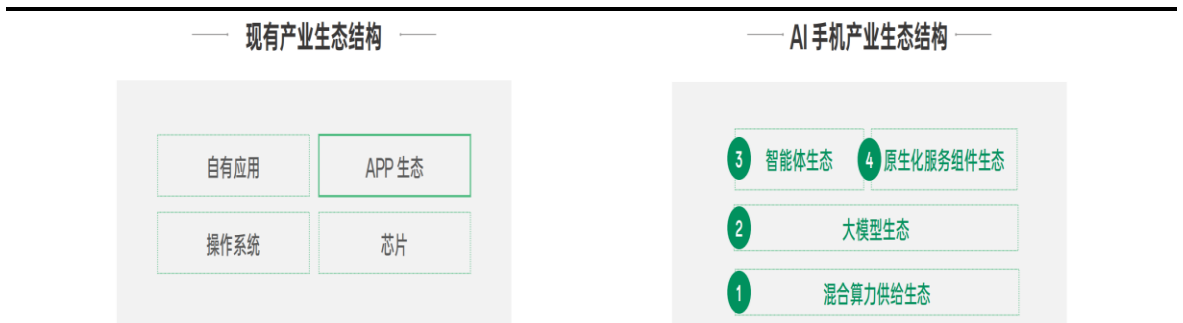 现有产业生态结构
自有应用
APP 生态
操作系统
芯片
AI 手机产业生态结构
3 智能体生态
4 原生化服务组件生态
2 大模型生态
1 混合算力供给生态